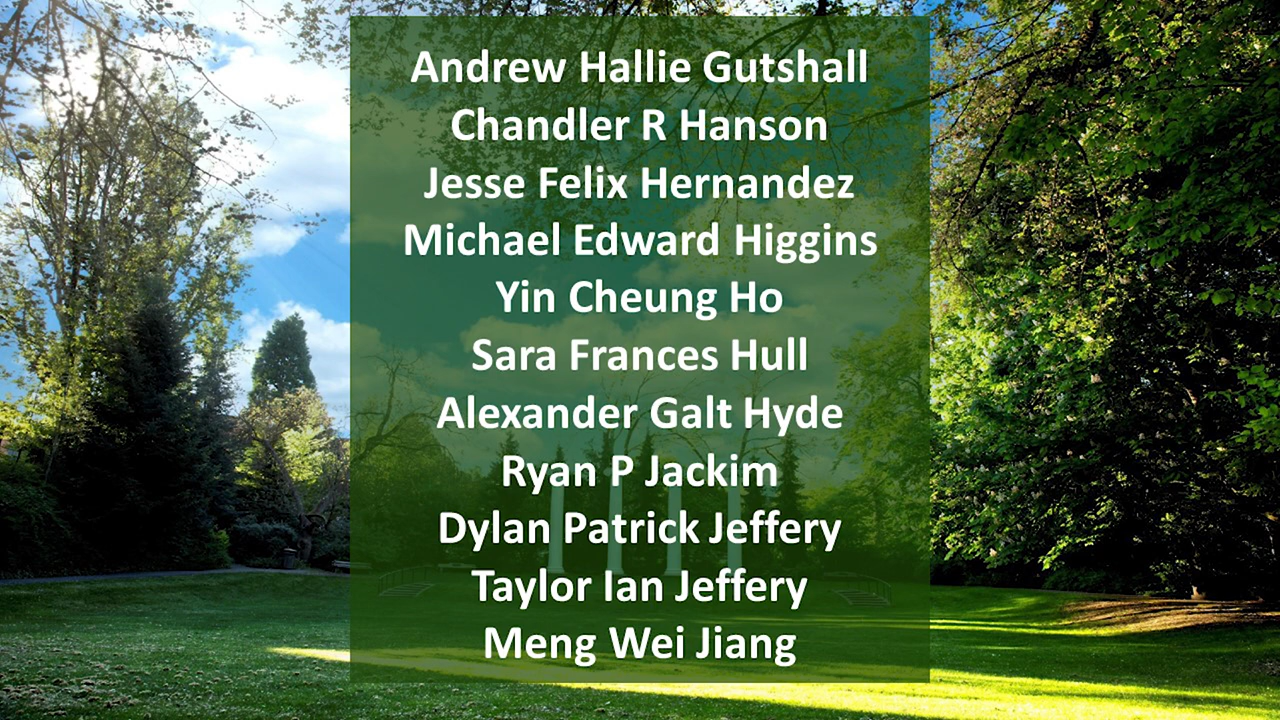 Andrew Hallie Gutshall
Chandler R Hanson
Jesse Felix Hernandez
Michael Edward Higgins
Yin Cheung Ho
Sara Frances Hull
Alexander Galt Hyde
Ryan P Jackim
Dylan Patrick Jeffery
Taylor Ian Jeffery
Meng Wei Jiang